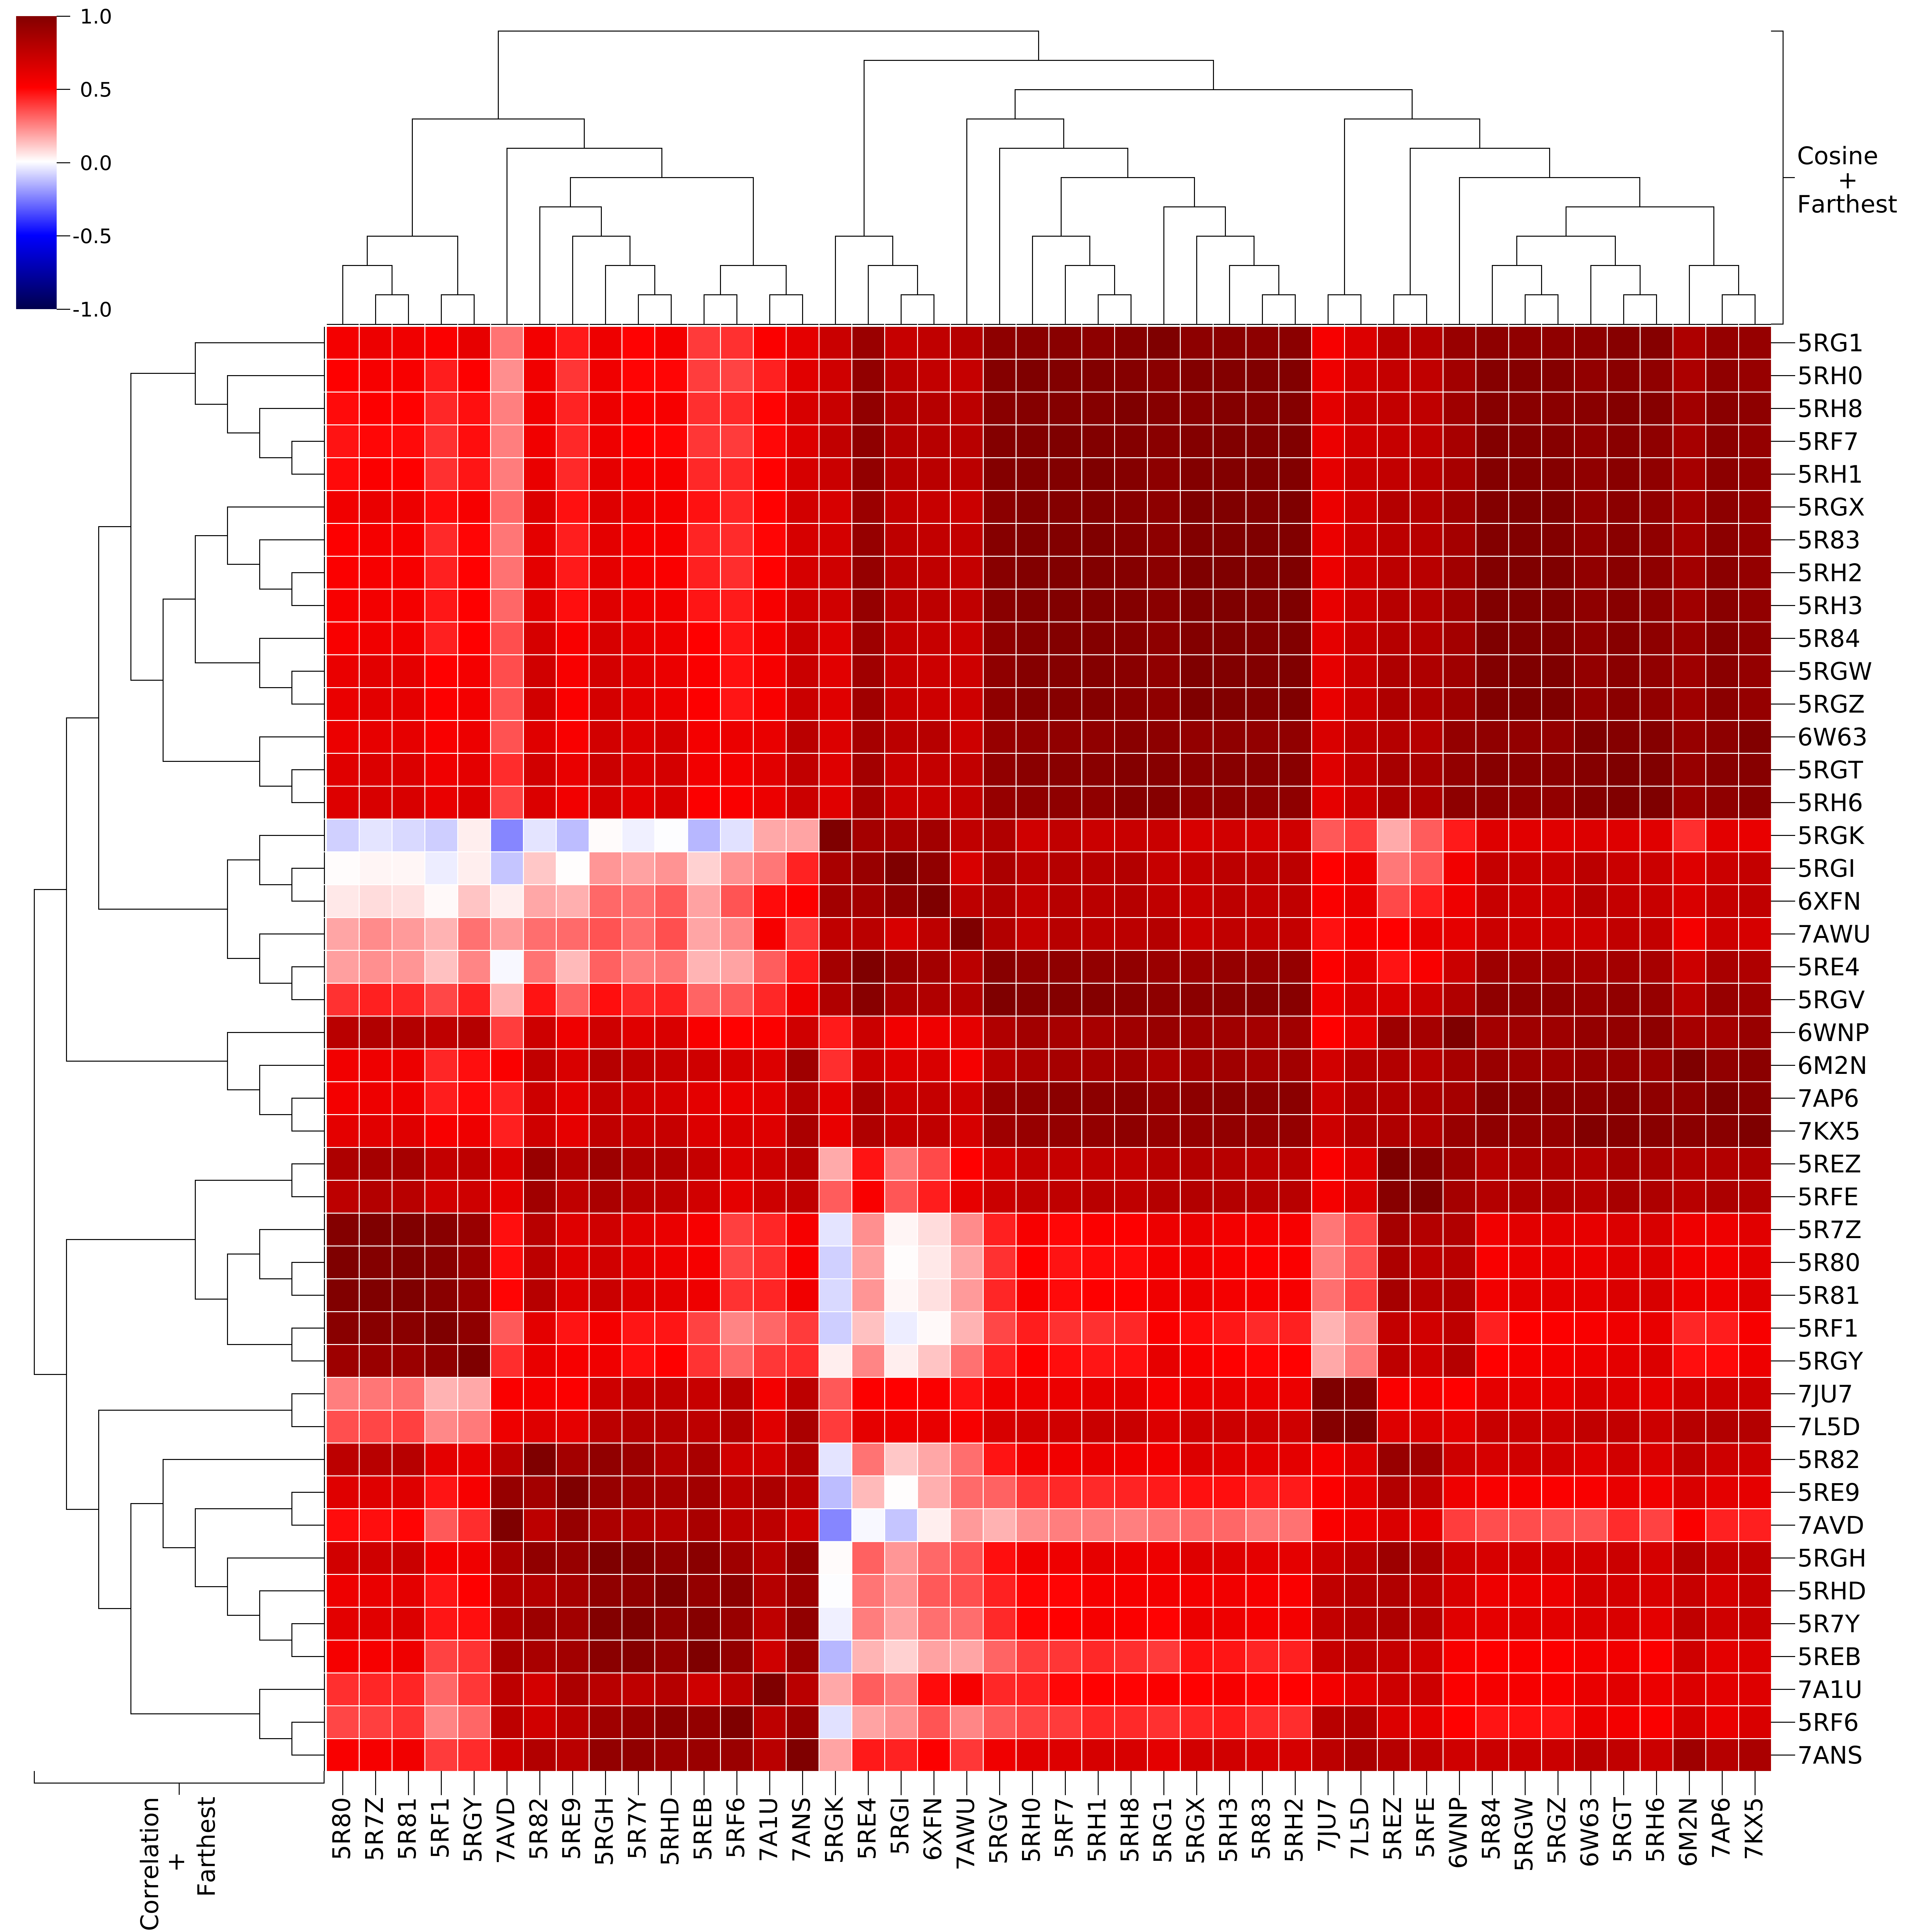 1.0
0.5
0.0
-0.5
-1.0
Cosine
+
Farthest
5RG1
5RH0
5RH8
5RF7
5RH1
5RGX
5R83
5RH2
5RH3
5R84
5RGW
5RGZ
6W63
5RGT
5RH6
5RGK
5RGI
6XFN
7AWU
5RE4
5RGV
6WNP
6M2N
7AP6
7KX5
5REZ
5RFE
5R7Z
5R80
5R81
5RF1
5RGY
7JU7
7L5D
5R82
5RE9
7AVD
5RGH
5RHD
5R7Y
5REB
7A1U
5RF6
7ANS
Correlation
+
Farthest
5R80
5R7Z
5R81
5RF1
5RGY
7AVD
5R82
5RE9
5RGH
5R7Y
5RHD
5REB
5RF6
7A1U
7ANS
5RGK
5RE4
5RGI
6XFN
7AWU
5RGV
5RH0
5RF7
5RH1
5RH8
5RG1
5RGX
5RH3
5R83
5RH2
7JU7
7L5D
5REZ
5RFE
6WNP
5R84
5RGW
5RGZ
6W63
5RGT
5RH6
6M2N
7AP6
7KX5